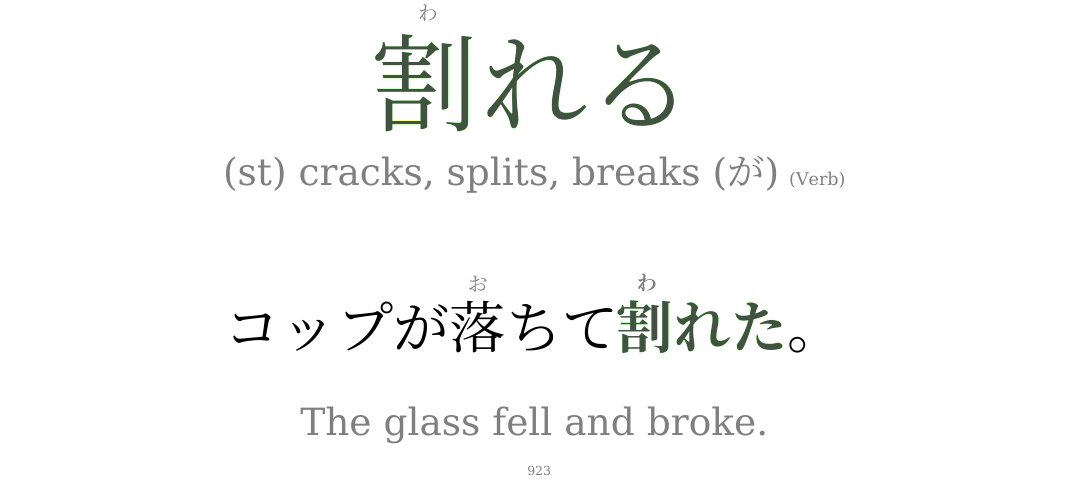 わ
割れる
(st) cracks, splits, breaks (が) (Verb)
お わ
コップが落ちて割れた。
The glass fell and broke.
923